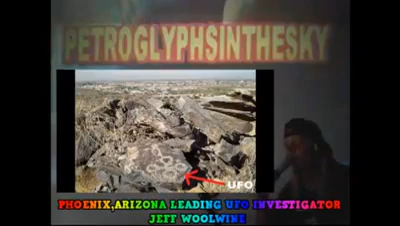 PETROGLYPHSINTHESKY
UFO
PHOENIX,ARIZONA LEADING UFO INVESTIGATOR
JEFF WOOLWINE